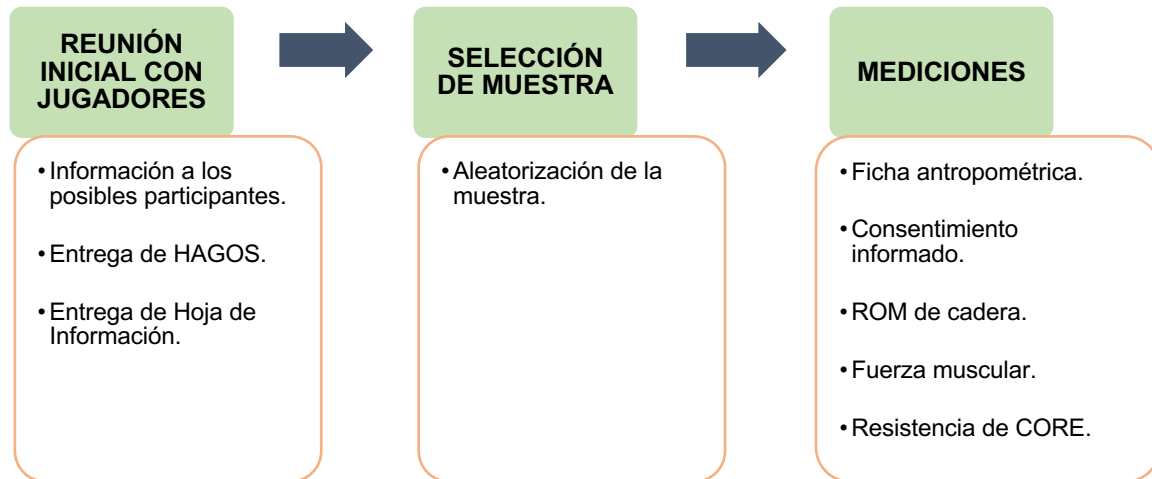 REUNIÓN
INICIAL CON
JUGADORES
• Información a los
posibles participantes.
• Entrega de HAGOS.
• Entrega de Hoja de
Información.
SELECCIÓN
DE MUESTRA
• Aleatorización de la
muestra.
MEDICIONES
• Ficha antropométrica.
• Consentimiento
informado.
• ROM de cadera.
• Fuerza muscular.
• Resistencia de CORE.